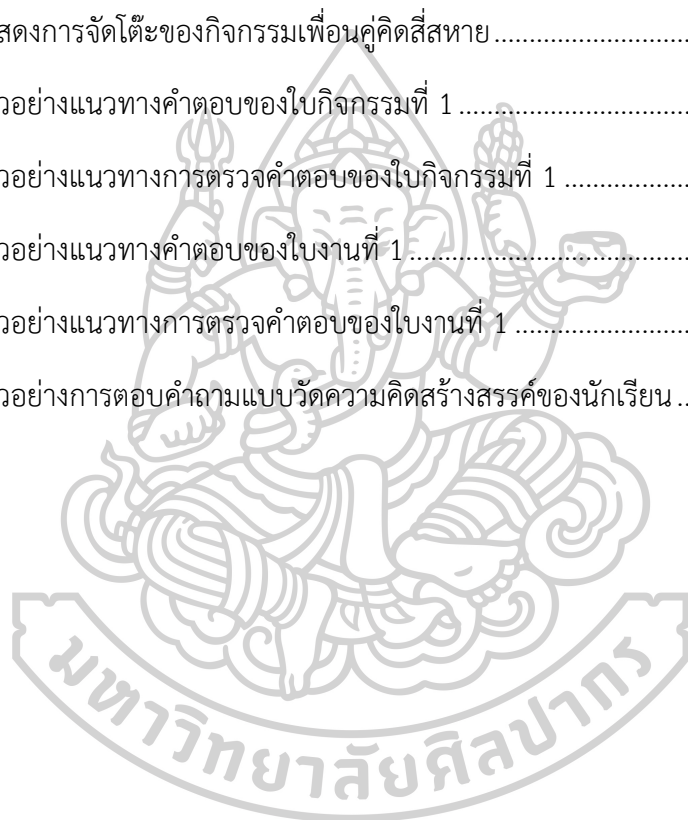 สดงการจัดโต๊ะของกิจกรรมเพื่อนคู่คิดสี่สหาย................................
วอย่างแนวทางคำตอบของใบกิจกรรมที่ 1......................................
วอย่างแนวทางการตรวจคำตอบของใบกิจกรรมที่ 1 ....................
วอย่างแนวทางคำตอบของใบงานที่ 1.............................................
วอย่างแนวทางการตรวจคำตอบของใบงานที่ 1 ...........................
วอย่างการตอบคำถามแบบวัดความคิดสร้างสรรค์ของนักเรียน..
มหาวิทยาลัยศิลปากร